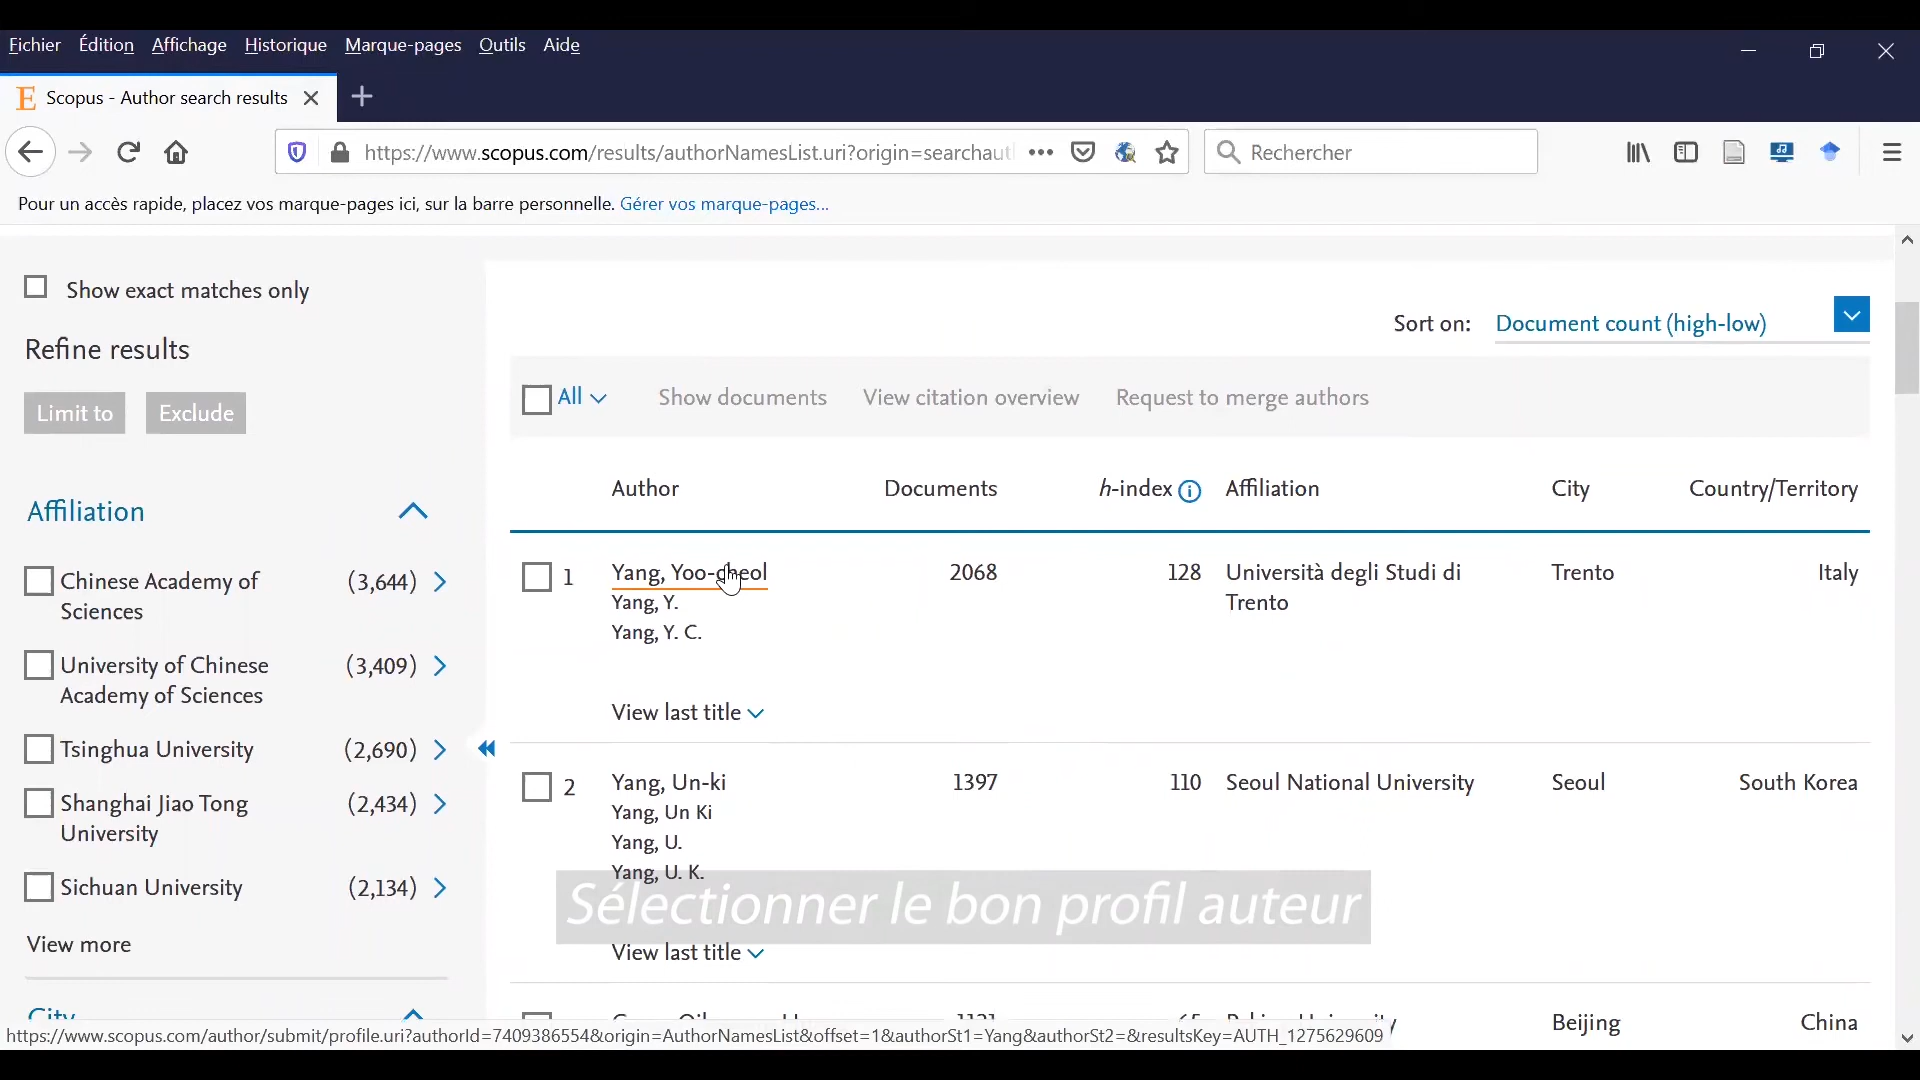 Fichier Édition Affichage Historique Marque-pages Outils Aide
E Scopus - Author search results
https://www.scopus.com/results/authorNamesList.uri?origin=searchaut
Rechercher
Pour un accès rapide, placez vos marque-pages ici, sur la barre personnelle. Gérer vos marque-pages...
Show exact matches only
Refine results
Limit to Exclude
Affiliation
Chinese Academy of Sciences (3,644)
University of Chinese Academy of Sciences (3,409)
Tsinghua University (2,690)
Shanghai Jiao Tong University (2,434)
Sichuan University (2,134)
View more
City
Sort on: Document count (high-low)
All Show documents View citation overview Request to merge authors
Author Documents h-index Affiliation City Country/Territory
1 Yang, Yoo-cheol 2068 128 Università degli Studi di Trento Trento Italy
Yang, Y.
Yang, Y. C.
View last title
2 Yang, Un-ki 1397 110 Seoul National University Seoul South Korea
Yang, Un Ki
Yang, U.
Yang, U. K.
Sélectionner le bon profil auteur
View last title
Beijing China
https://www.scopus.com/author/submit/profile.uri?authorId=7409386554&origin=AuthorNamesList&offset=1&authorSt1=Yang&authorSt2=&resultsKey=AUTH_1275629609